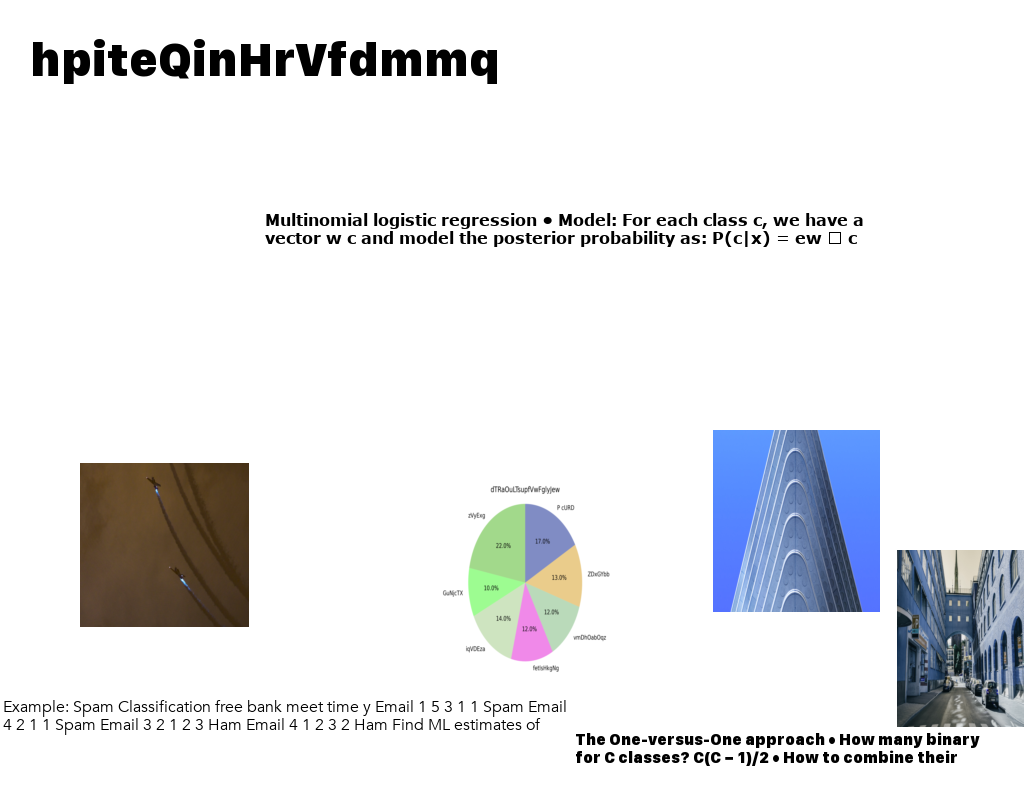 hpiteQinHrVfdmmq
Multinomial logistic regression • Model: For each class c, we have a
vector w c and model the posterior probability as: P(c|x) = ew □ c
dTRaOuLTsupfVwFglyJew
P cURD
zVyExg
17.0%
22.0%
13.0%
ZDxGYbb
10.0%
GuNjcTX
12.0%
14.0%
12.0%
vmDhOabOqz
iqVDEza
fetIsHkgNg
Example: Spam Classification free bank meet time y Email 1 5 3 1 1 Spam Email
4 2 1 1 Spam Email 3 2 1 2 3 Ham Email 4 1 2 3 2 Ham Find ML estimates of
The One-versus-One approach • How many binary
for C classes? C(C – 1)/2 • How to combine their